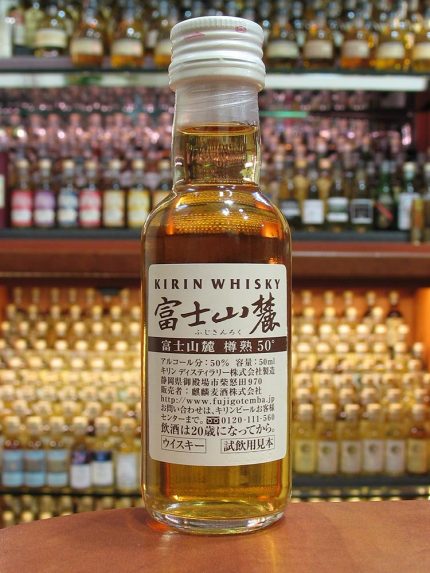 KIRIN WHISKY
富士山麓
ふじさんろく
富士山麓 樽熟50°
アルコール分:50% 容量:50ml
キリンディスティラリー株式会社製造
静岡県御殿場市柴怒田970
販売者:麒麟麦酒株式会社
http://www.fujigotemba.jp/
お問い合わせは、キリンビールお客様
センターまで。 0120-111-560
飲酒は20歳になってから。
ウイスキー 試飲用見本